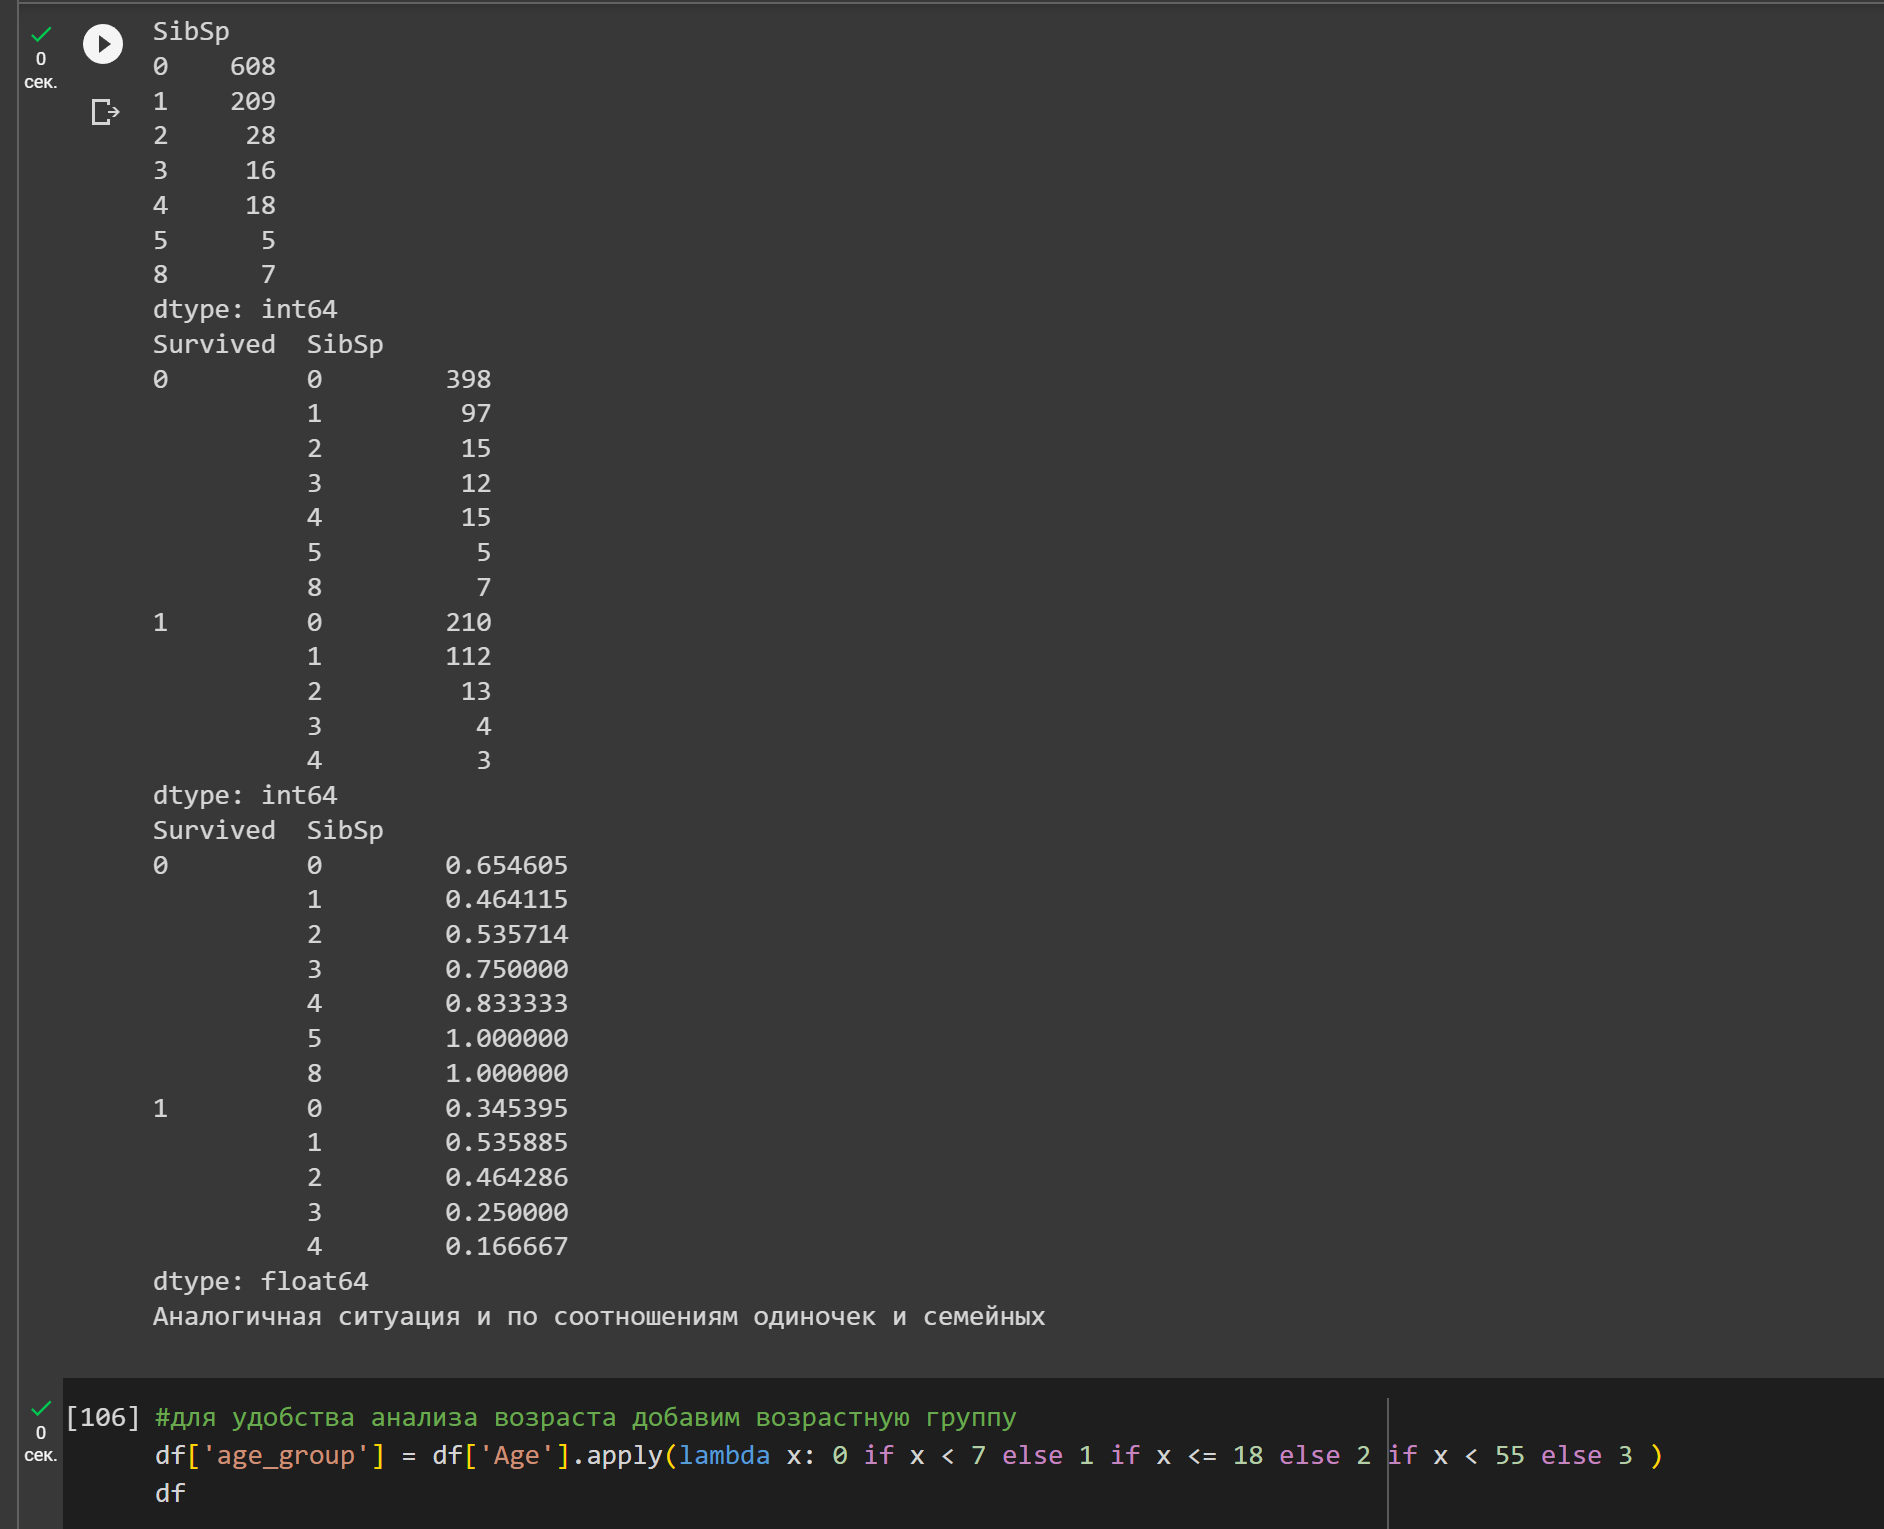 0
сек.
SibSp
0    608
1    209
2     28
3     16
4     18
5      5
8      7
dtype: int64
Survived  SibSp
0         0        398
          1         97
          2         15
          3         12
          4         15
          5          5
          8          7
1         0        210
          1        112
          2         13
          3          4
          4          3
dtype: int64
Survived  SibSp
0         0        0.654605
          1        0.464115
          2        0.535714
          3        0.750000
          4        0.833333
          5        1.000000
          8        1.000000
1         0        0.345395
          1        0.535885
          2        0.464286
          3        0.250000
          4        0.166667
dtype: float64
Аналогичная ситуация и по соотношениям одиночек и семейных
0
сек.
[106] #для удобства анализа возраста добавим возрастную группу
df['age_group'] = df['Age'].apply(lambda x: 0 if x < 7 else 1 if x <= 18 else 2 if x < 55 else 3 )
df